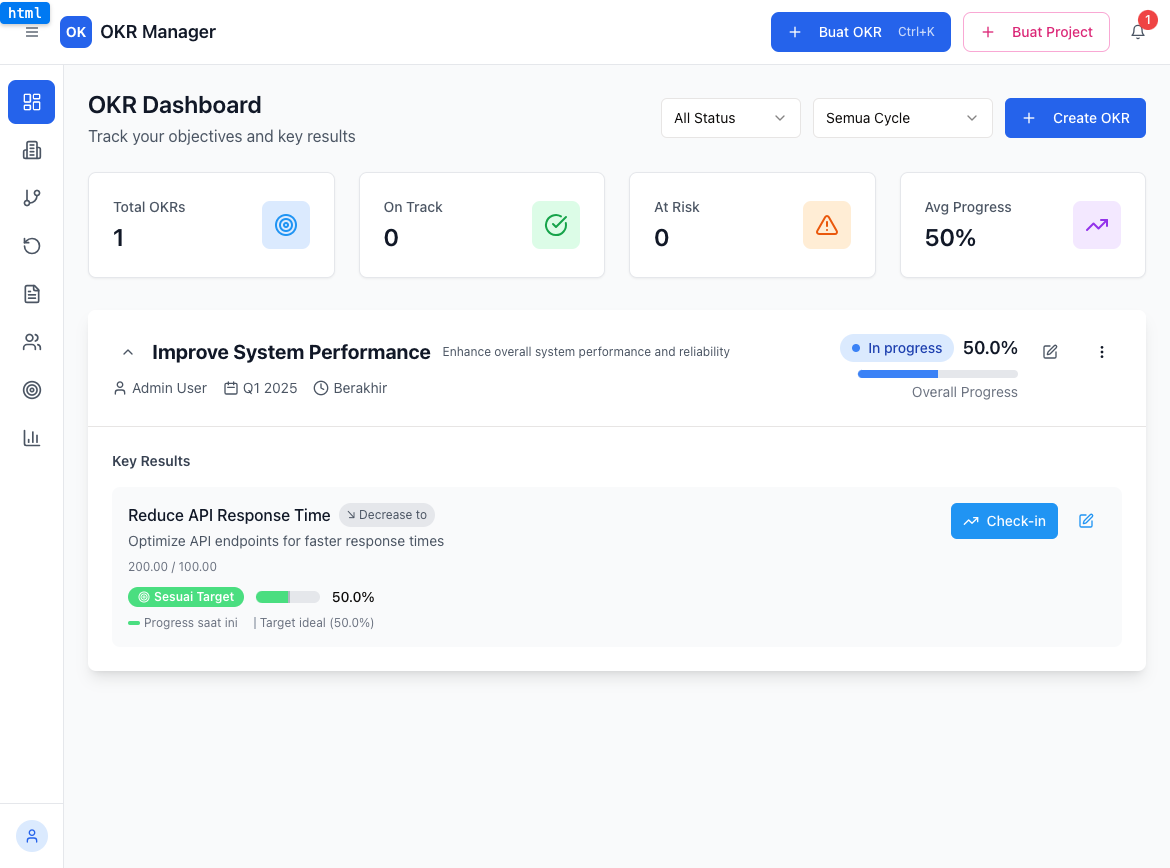 html
OK OKR Manager
Buat OKR Ctrl+K
Buat Project
1
OKR Dashboard
Track your objectives and key results
All Status
Semua Cycle
Create OKR
Total OKRs
1
On Track
0
At Risk
0
Avg Progress
50%
Improve System Performance Enhance overall system performance and reliability
In progress 50.0%
Admin User Q1 2025 Berakhir
Overall Progress
Key Results
Reduce API Response Time Decrease to
Check-in
Optimize API endpoints for faster response times
200.00 / 100.00
Sesuai Target 50.0%
Progress saat ini | Target ideal (50.0%)